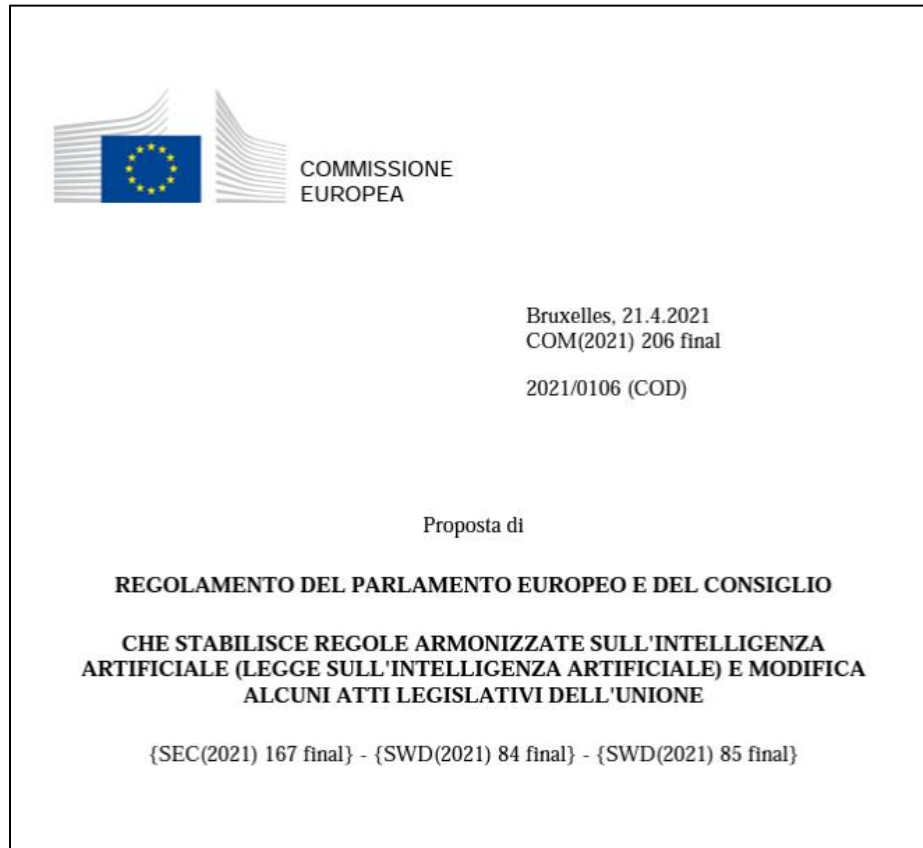 COMMISSIONE
EUROPEA
Bruxelles, 21.4.2021
COM(2021) 206 final
2021/0106 (COD)
Proposta di
REGOLAMENTO DEL PARLAMENTO EUROPEO E DEL CONSIGLIO
CHE STABILISCE REGOLE ARMONIZZATE SULL'INTELLIGENZA
ARTIFICIALE (LEGGE SULL'INTELLIGENZA ARTIFICIALE) E MODIFICA
ALCUNI ATTI LEGISLATIVI DELL'UNIONE
{SEC(2021) 167 final} - {SWD(2021) 84 final} - {SWD(2021) 85 final}